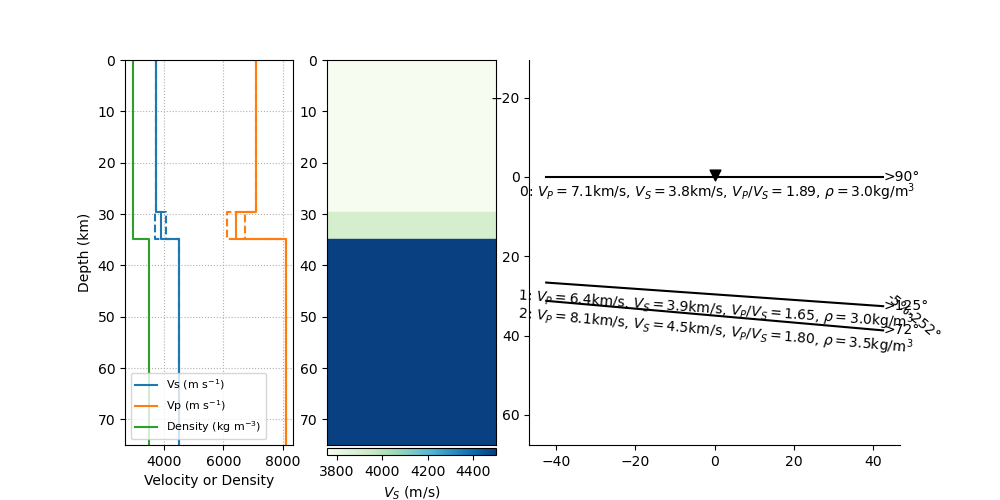 0
10
20
30
40
50
60
70
Depth (km)
4000 6000 8000
Velocity or Density
Vs (m s⁻¹)
Vp (m s⁻¹)
Density (kg m⁻³)
0
10
20
30
40
50
60
70
3800 4000 4200 4400
V_S (m/s)
−20
0
20
40
60
−40 −20 0 20 40
>90°
0: V_P = 7.1km/s, V_S = 3.8km/s, V_P/V_S = 1.89, ρ = 3.0kg/m³
1: V_P = 6.4km/s, V_S = 3.9km/s, V_P/V_S = 1.65, ρ = 3.0kg/m³
2: V_P = 8.1km/s, V_S = 4.5km/s, V_P/V_S = 1.80, ρ = 3.5kg/m³
>72°